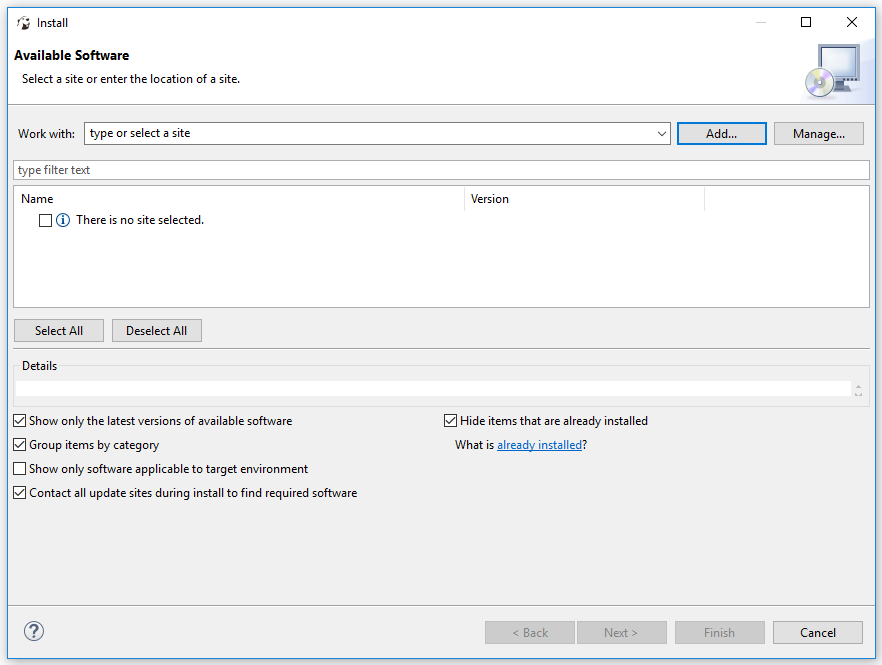 Install
Available Software
Select a site or enter the location of a site.
Work with: type or select a site Add... Manage...
type filter text
Name Version
There is no site selected.
Select All Deselect All
Details
Show only the latest versions of available software Hide items that are already installed
Group items by category What is already installed?
Show only software applicable to target environment
Contact all update sites during install to find required software
? < Back Next > Finish Cancel